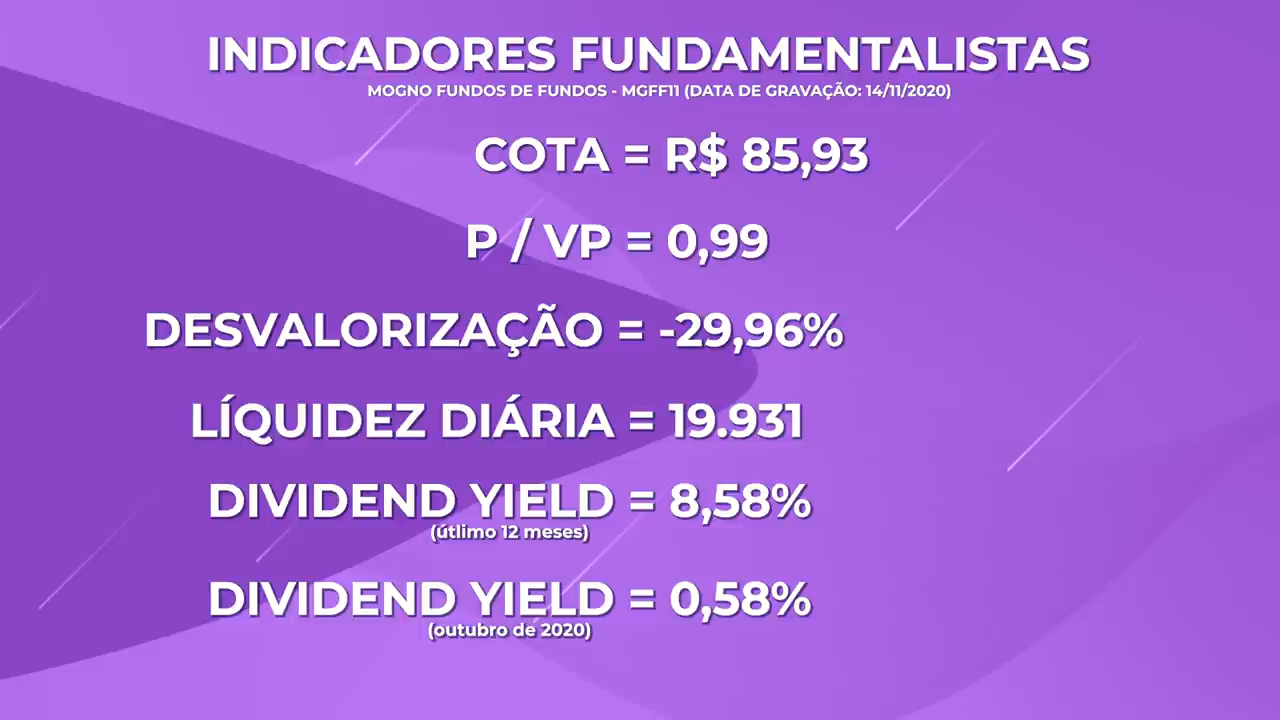 INDICADORES FUNDAMENTALISTAS
MOGNO FUNDOS DE FUNDOS - MGFF11 (DATA DE GRAVAÇÃO: 14/11/2020)
COTA = R$ 85,93
P / VP = 0,99
DESVALORIZAÇÃO = -29,96%
LÍQUIDEZ DIÁRIA = 19.931
DIVIDEND YIELD = 8,58%
(útlimo 12 meses)
DIVIDEND YIELD = 0,58%
(outubro de 2020)